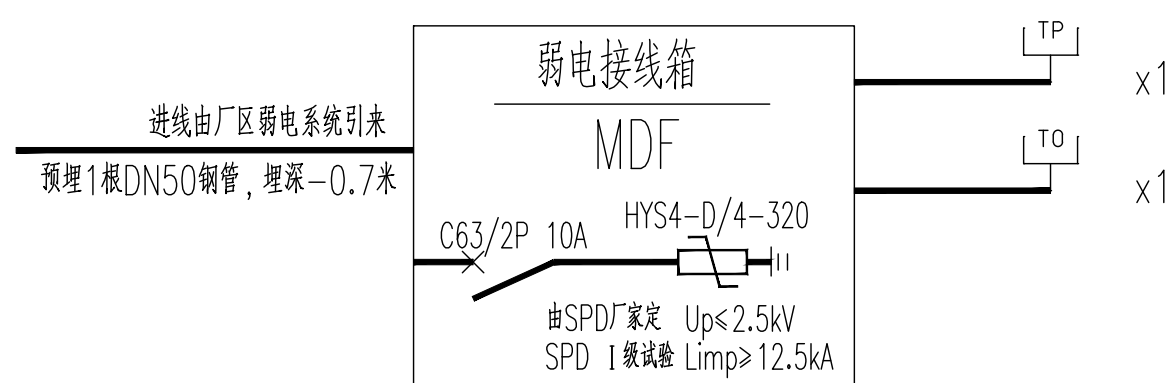 弱电接线箱
MDF
进线由厂区弱电系统引来
预埋1根DN50钢管,埋深-0.7米
TP
x1
TO
x1
C63/2P 10A
HYS4-D/4-320
由SPD厂家定 Up≤2.5kV
SPD I级试验 Limp≥12.5kA